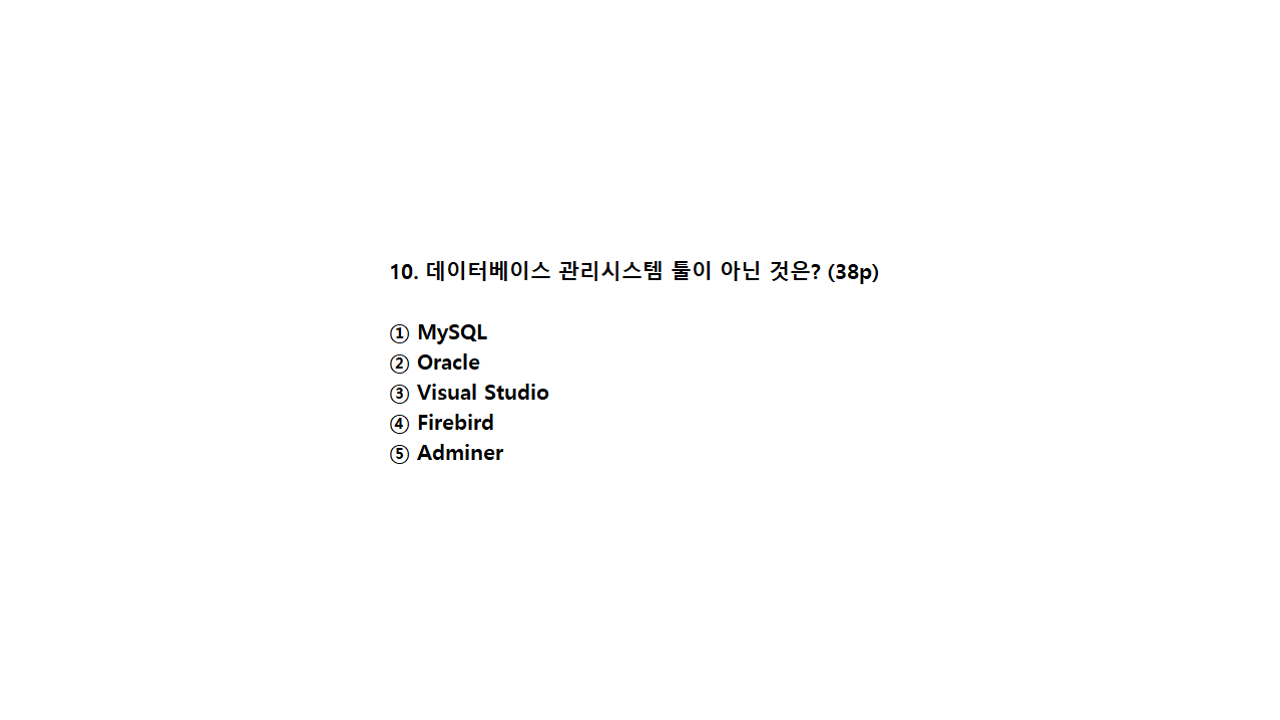 10. 데이터베이스 관리시스템 툴이 아닌 것은? (38p)
① MySQL
② Oracle
③ Visual Studio
④ Firebird
⑤ Adminer